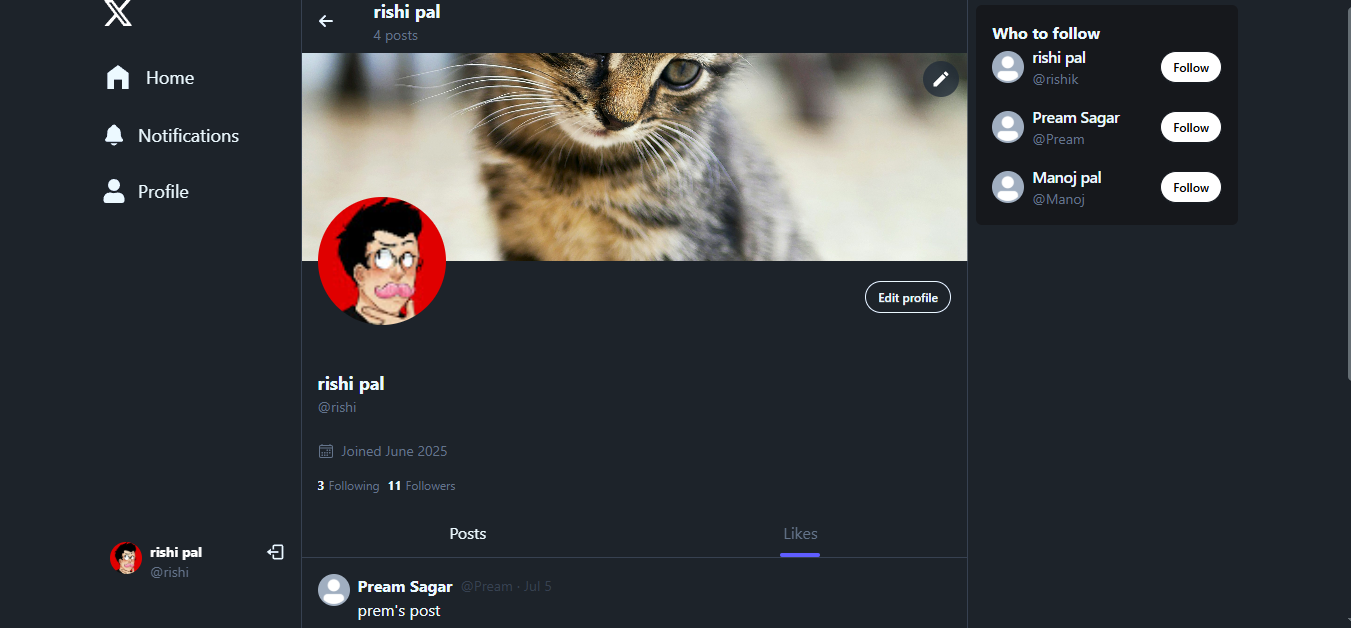 Home
Notifications
Profile
rishi pal
@rishi
rishi pal
4 posts
Edit profile
rishi pal
@rishi
Joined June 2025
3 Following 11 Followers
Posts
Likes
Pream Sagar @Pream · Jul 5
prem's post
Who to follow
rishi pal
@rishik
Follow
Pream Sagar
@Pream
Follow
Manoj pal
@Manoj
Follow